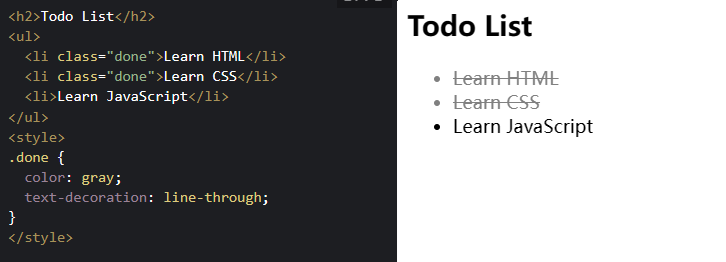 <h2>Todo List</h2>
<ul>
  <li class="done">Learn HTML</li>
  <li class="done">Learn CSS</li>
  <li>Learn JavaScript</li>
</ul>
<style>
.done {
  color: gray;
  text-decoration: line-through;
}
</style>
Todo List
Learn HTML
Learn CSS
Learn JavaScript